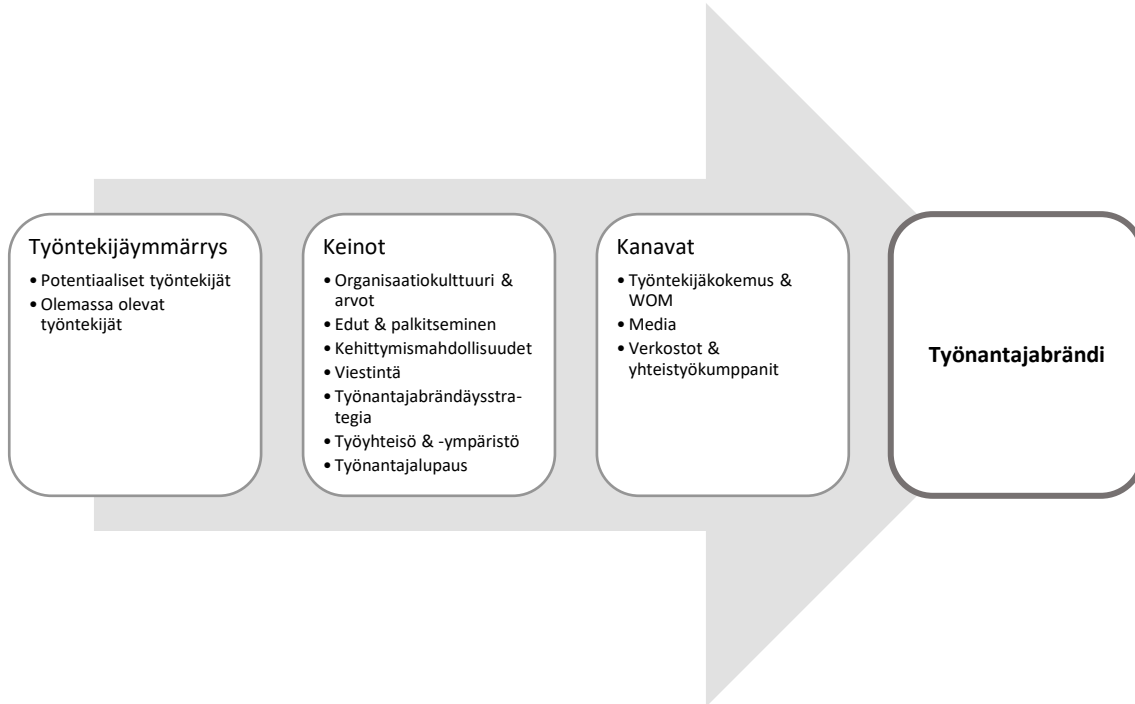 Työntekijäymmärrys
• Potentiaaliset työntekijät
• Olemassa olevat
työntekijät
Keinot
• Organisaatiokulttuuri &
arvot
• Edut & palkitseminen
• Kehittymismahdollisuudet
• Viestintä
• Työnantajabrändäysstra-
tegia
• Työyhteisö & -ympäristö
• Työnantajalupaus
Kanavat
• Työntekijäkokemus &
WOM
• Media
• Verkostot &
yhteistyökumppanit
Työnantajabrändi